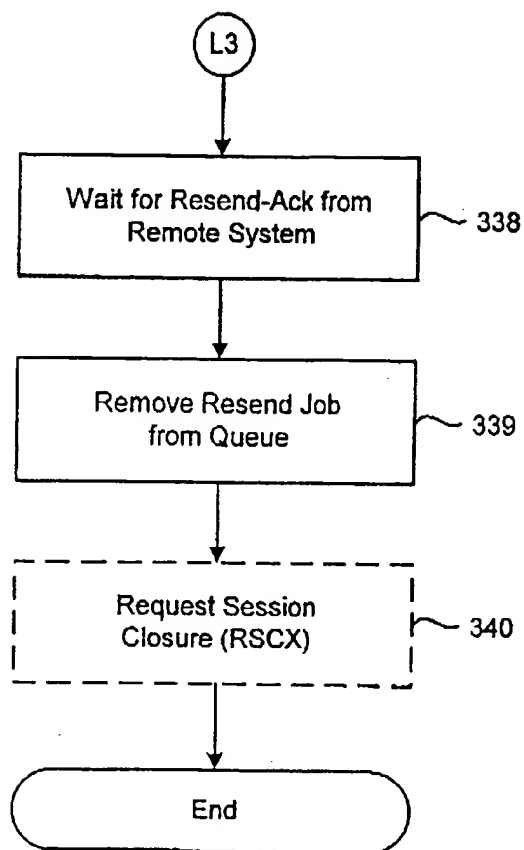 L3
Wait for Resend-Ack from
Remote System
338
Remove Resend Job
from Queue
339
Request Session
Closure (RSCX)
340
End